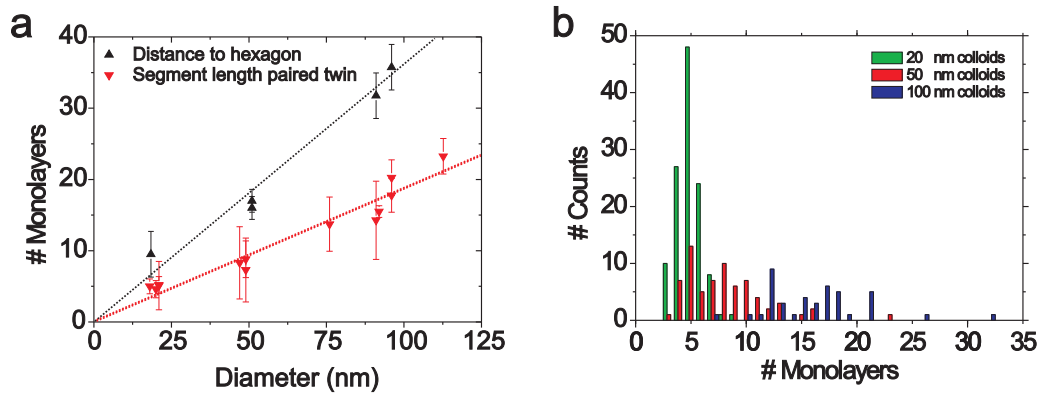 a
# Monolayers
40
30
20
10
0
Distance to hexagon
Segment length paired twin
0 25 50 75 100 125
Diameter (nm)
b
# Counts
50
40
30
20
10
0
20 nm colloids
50 nm colloids
100 nm colloids
0 5 10 15 20 25 30 35
# Monolayers